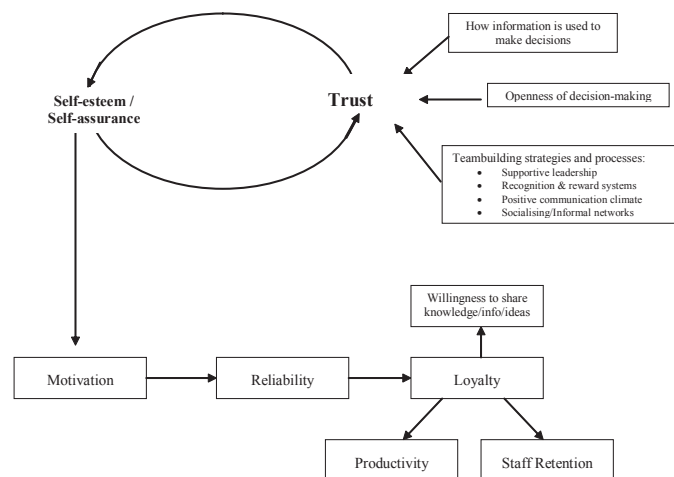 How information is used to
make decisions
Self-esteem /
Self-assurance
Trust
Openness of decision-making
Teambuilding strategies and processes:
• Supportive leadership
• Recognition & reward systems
• Positive communication climate
• Socialising/Informal networks
Willingness to share
knowledge/info/ideas
Motivation
Reliability
Loyalty
Productivity
Staff Retention